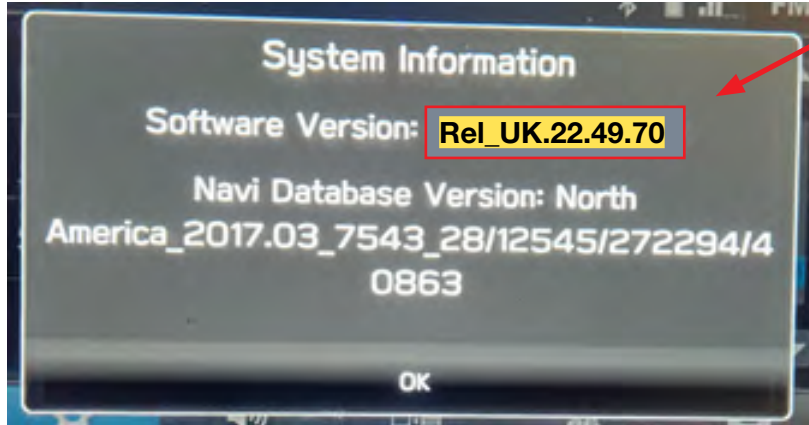 PM
System Information
Software Version: Rel_UK.22.49.70
Navi Database Version: North
America_2017.03_7543_28/12545/272294/4
0863
OK